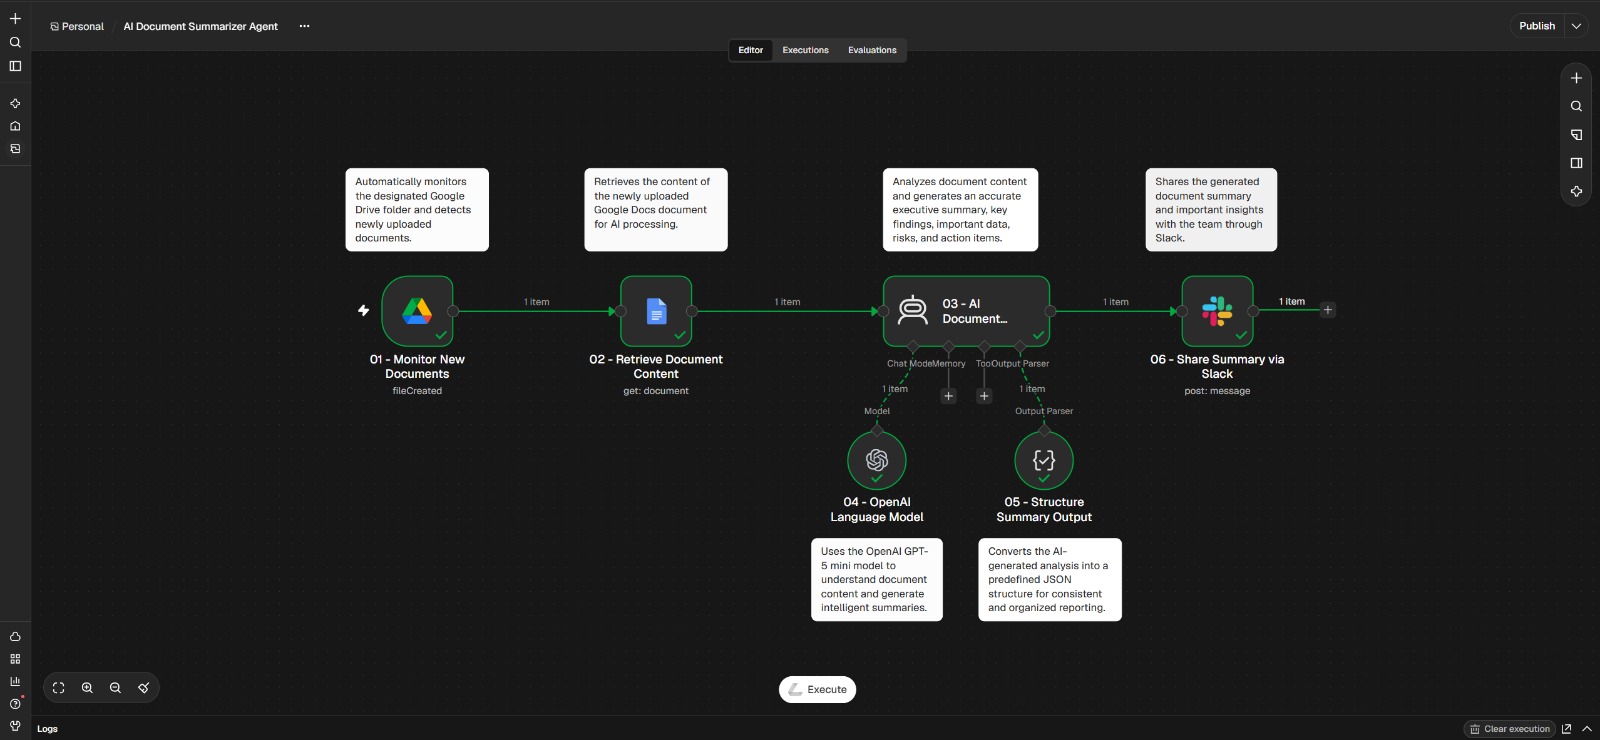 Personal / AI Document Summarizer Agent ...
Publish
Editor Executions Evaluations
Automatically monitors
the designated Google
Drive folder and detects
newly uploaded
documents.
Retrieves the content of
the newly uploaded
Google Docs document
for AI processing.
Analyzes document content
and generates an accurate
executive summary, key
findings, important data,
risks, and action items.
Shares the generated
document summary
and important insights
with the team through
Slack.
1 item
1 item
1 item
1 item
03 - AI
Document...
01 - Monitor New
Documents
fileCreated
02 - Retrieve Document
Content
get: document
06 - Share Summary via
Slack
post: message
Chat Model
Memory
Tool
Output Parser
1 item
1 item
Model
Output Parser
04 - OpenAI
Language Model
05 - Structure
Summary Output
Uses the OpenAI GPT-
5 mini model to
understand document
content and generate
intelligent summaries.
Converts the AI-
generated analysis into a
predefined JSON
structure for consistent
and organized reporting.
Execute
Logs
Clear execution